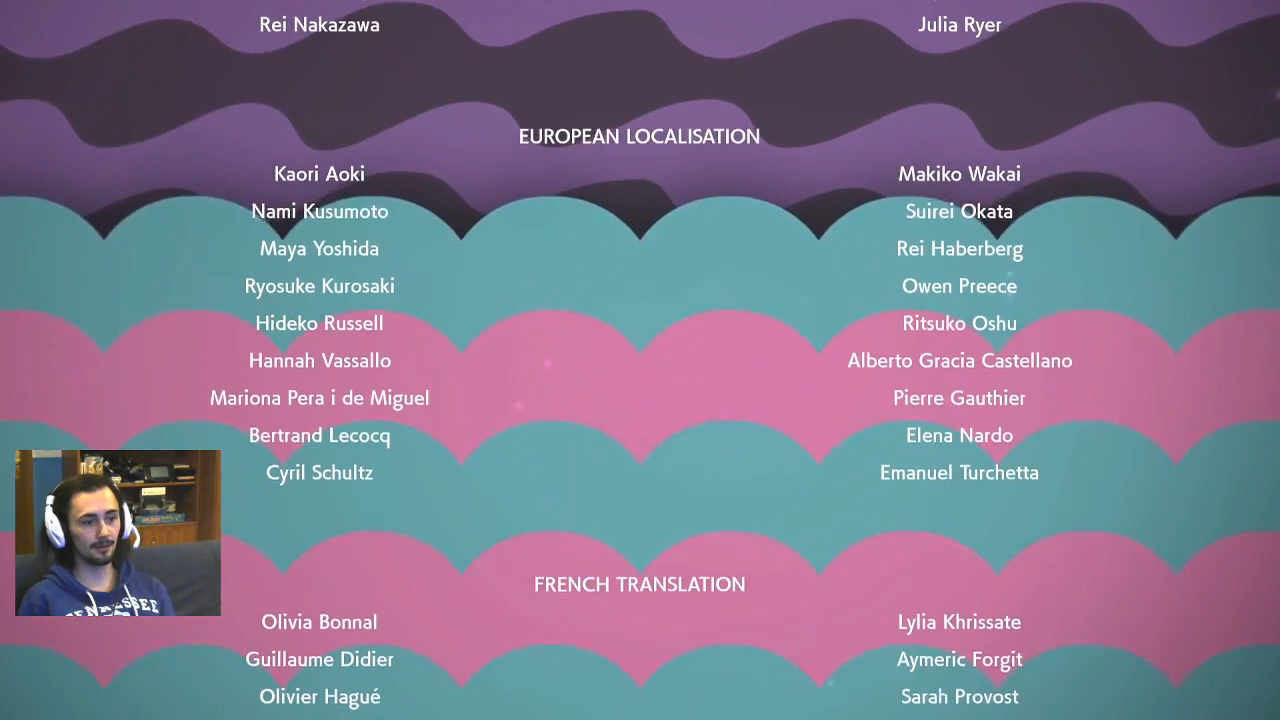 Rei Nakazawa Julia Ryer
EUROPEAN LOCALISATION
Kaori Aoki Makiko Wakai
Nami Kusumoto Suirei Okata
Maya Yoshida Rei Haberberg
Ryosuke Kurosaki Owen Preece
Hideko Russell Ritsuko Oshu
Hannah Vassallo Alberto Gracia Castellano
Mariona Pera i de Miguel Pierre Gauthier
Bertrand Lecocq Elena Nardo
Cyril Schultz Emanuel Turchetta
TENNESSEE
FRENCH TRANSLATION
Olivia Bonnal Lylia Khrissate
Guillaume Didier Aymeric Forgit
Olivier Hagué Sarah Provost